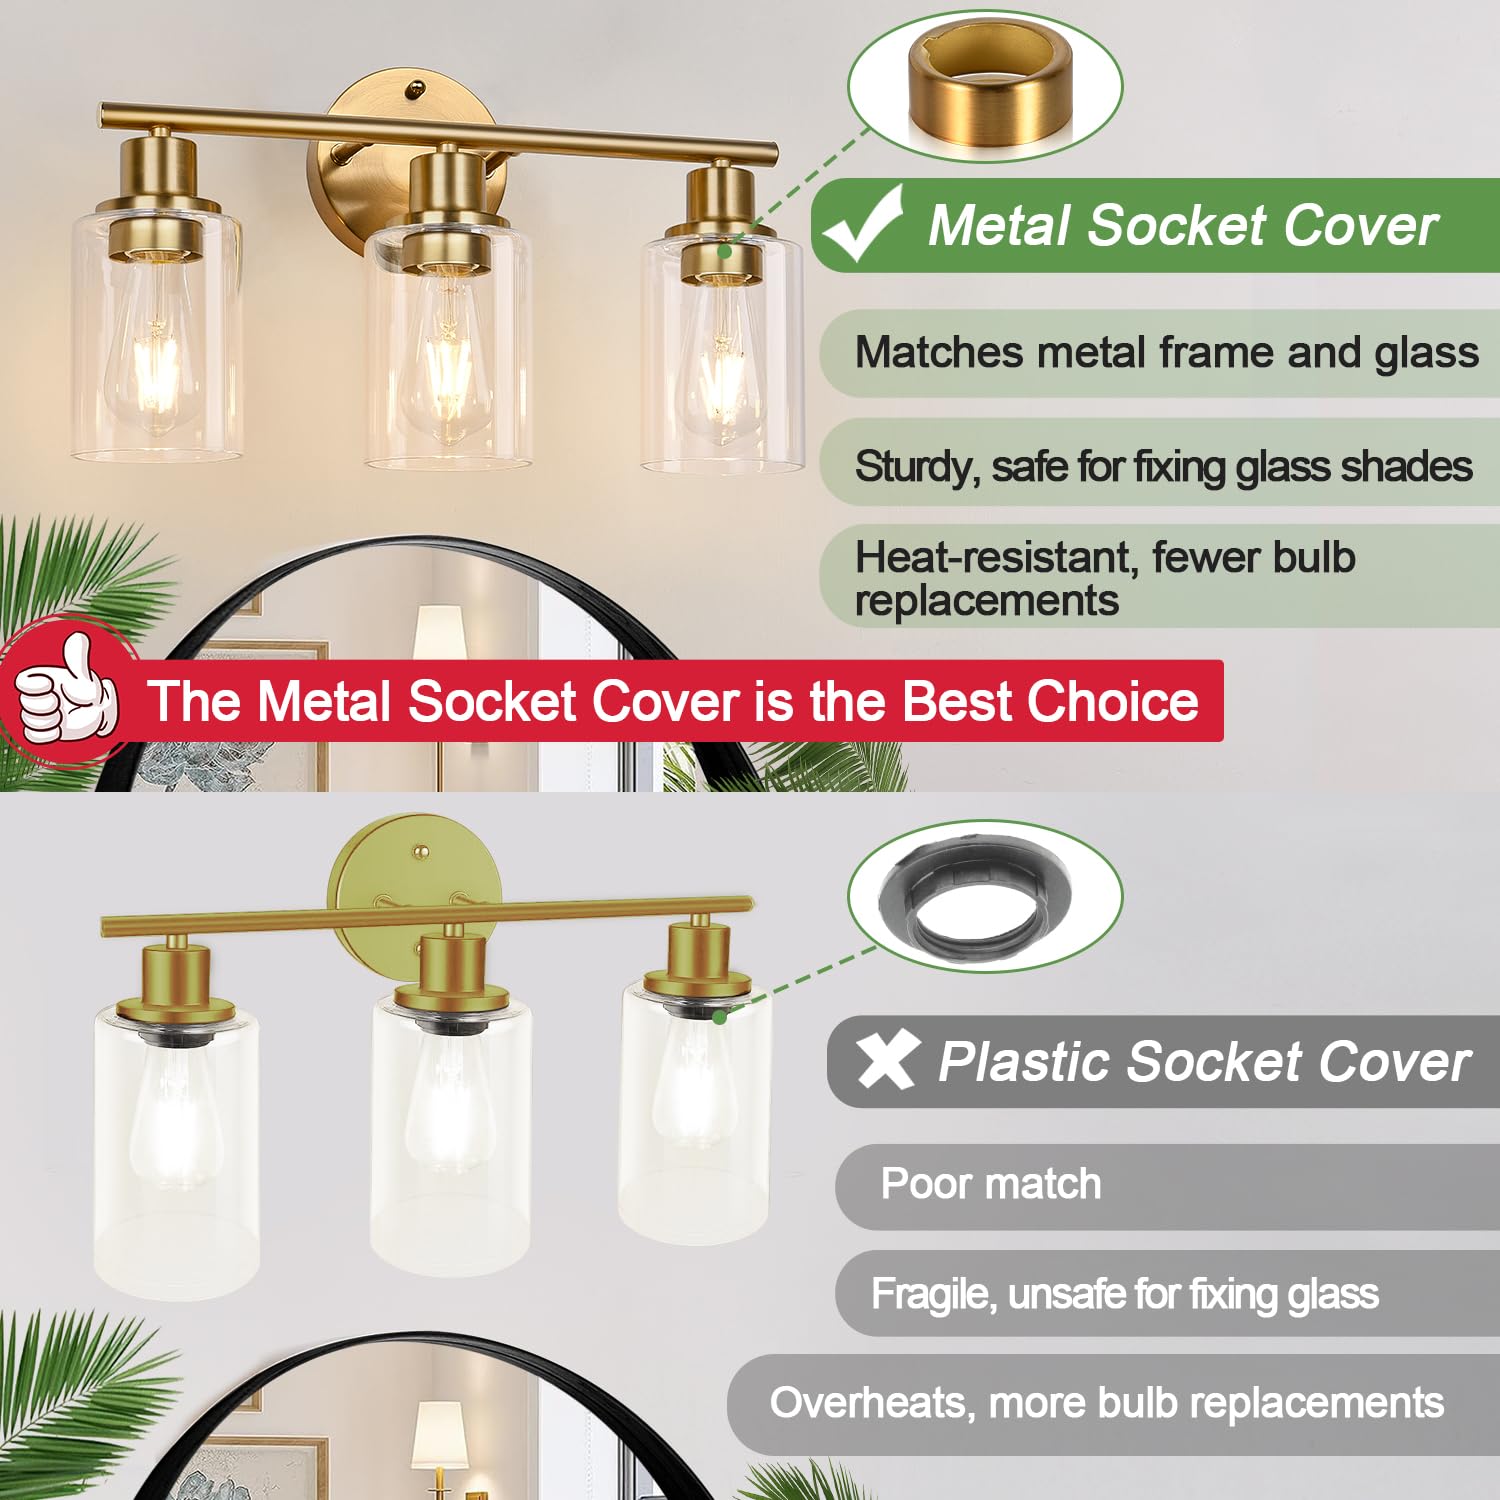 Metal Socket Cover
Matches metal frame and glass
Sturdy, safe for fixing glass shades
Heat-resistant, fewer bulb
replacements
The Metal Socket Cover is the Best Choice
Plastic Socket Cover
Poor match
Fragile, unsafe for fixing glass
Overheats, more bulb replacements